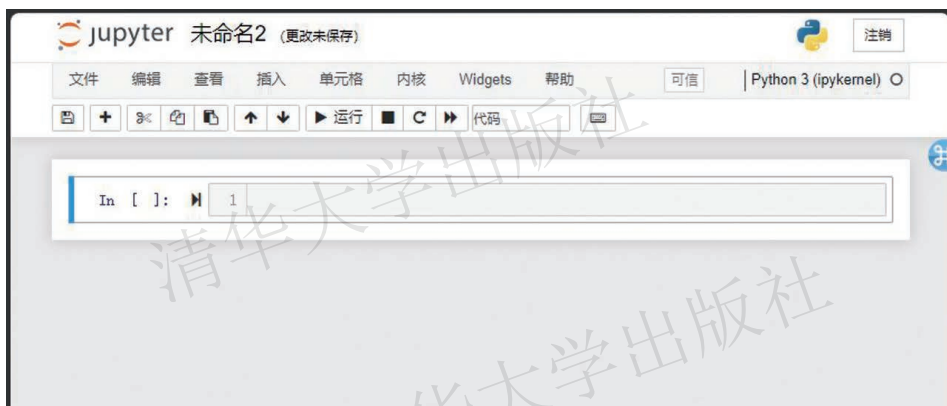 jupyter 未命名2 (更改未保存) 注销
文件 编辑 查看 插入 单元格 内核 Widgets 帮助 可信 Python 3 (ipykernel)
运行 代码
In [ ]: 1
清华大学出版社
清华大学出版社